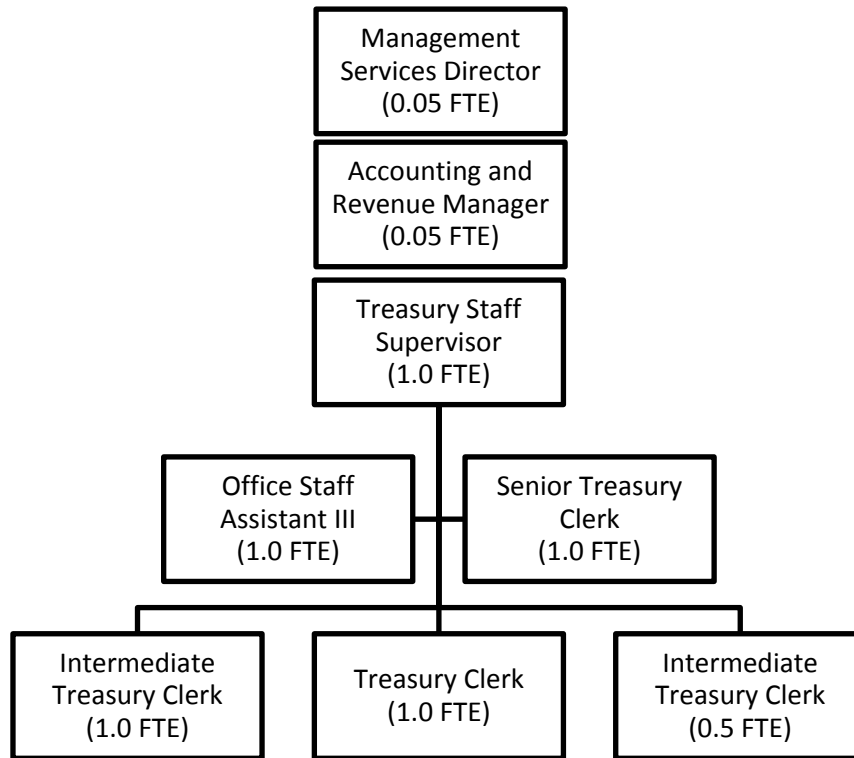 Management
Services Director
(0.05 FTE)
Accounting and
Revenue Manager
(0.05 FTE)
Treasury Staff
Supervisor
(1.0 FTE)
Office Staff
Assistant III
(1.0 FTE)
Senior Treasury
Clerk
(1.0 FTE)
Intermediate
Treasury Clerk
(1.0 FTE)
Treasury Clerk
(1.0 FTE)
Intermediate
Treasury Clerk
(0.5 FTE)